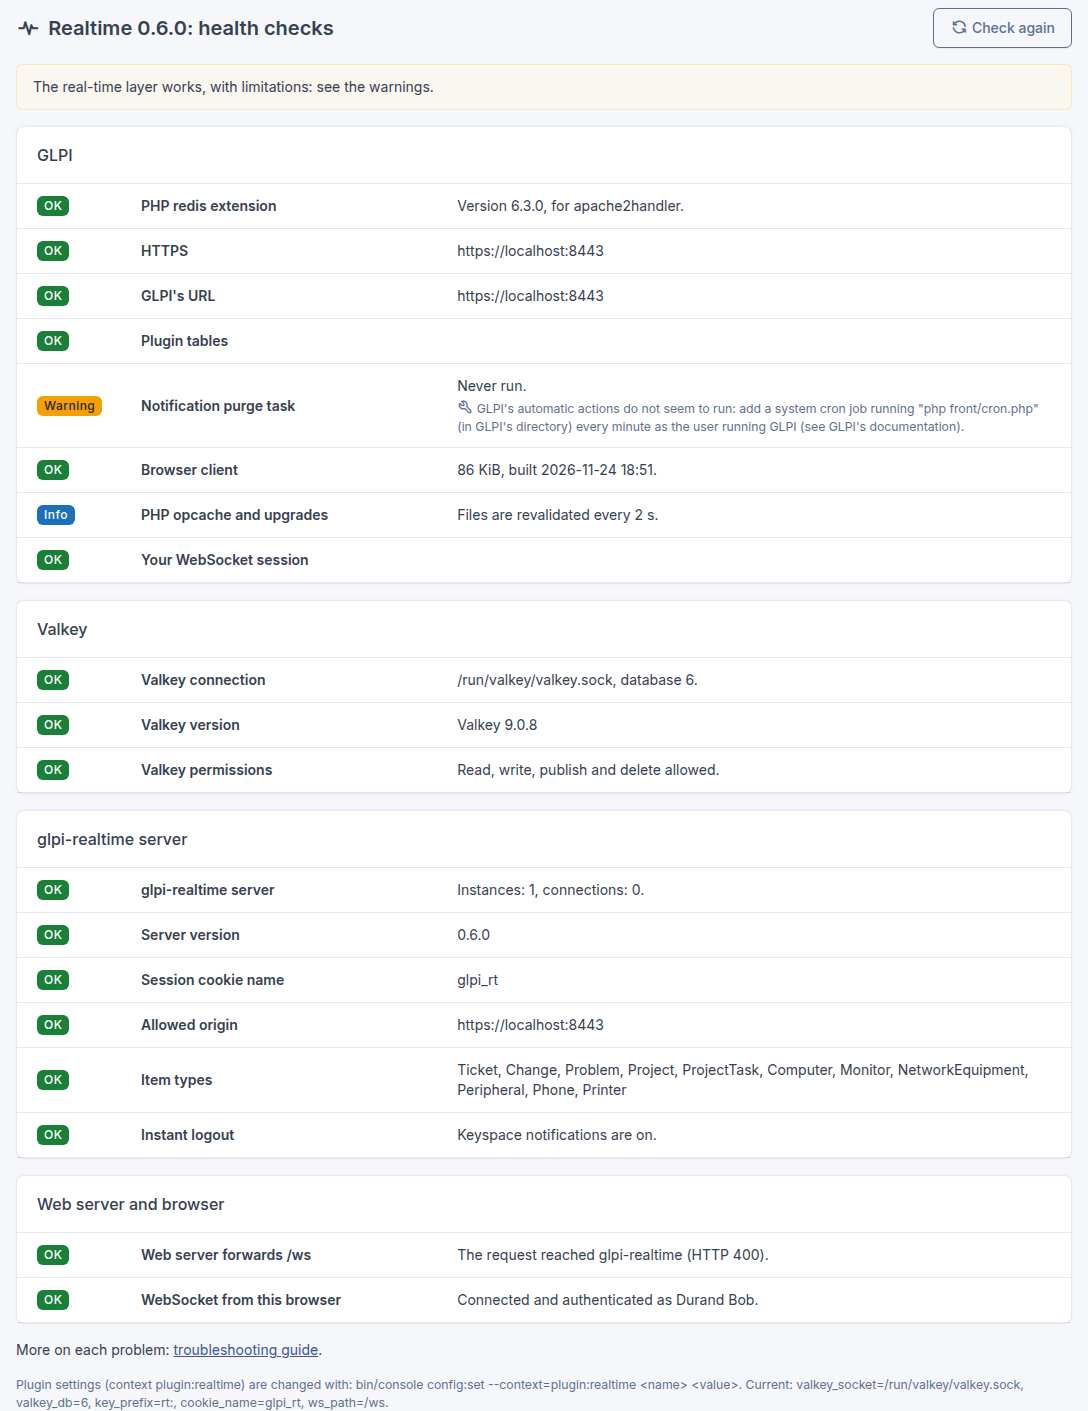 Realtime 0.6.0: health checks
Check again
The real-time layer works, with limitations: see the warnings.
GLPI
OK PHP redis extension Version 6.3.0, for apache2handler.
OK HTTPS https://localhost:8443
OK GLPI's URL https://localhost:8443
OK Plugin tables
Warning Notification purge task Never run.
GLPI's automatic actions do not seem to run: add a system cron job running "php front/cron.php"
(in GLPI's directory) every minute as the user running GLPI (see GLPI's documentation).
OK Browser client 86 KiB, built 2026-11-24 18:51.
Info PHP opcache and upgrades Files are revalidated every 2 s.
OK Your WebSocket session
Valkey
OK Valkey connection /run/valkey/valkey.sock, database 6.
OK Valkey version Valkey 9.0.8
OK Valkey permissions Read, write, publish and delete allowed.
glpi-realtime server
OK glpi-realtime server Instances: 1, connections: 0.
OK Server version 0.6.0
OK Session cookie name glpi_rt
OK Allowed origin https://localhost:8443
OK Item types Ticket, Change, Problem, Project, ProjectTask, Computer, Monitor, NetworkEquipment,
Peripheral, Phone, Printer
OK Instant logout Keyspace notifications are on.
Web server and browser
OK Web server forwards /ws The request reached glpi-realtime (HTTP 400).
OK WebSocket from this browser Connected and authenticated as Durand Bob.
More on each problem: troubleshooting guide.
Plugin settings (context plugin:realtime) are changed with: bin/console config:set --context=plugin:realtime <name> <value>. Current: valkey_socket=/run/valkey/valkey.sock,
valkey_db=6, key_prefix=rt:, cookie_name=glpi_rt, ws_path=/ws.